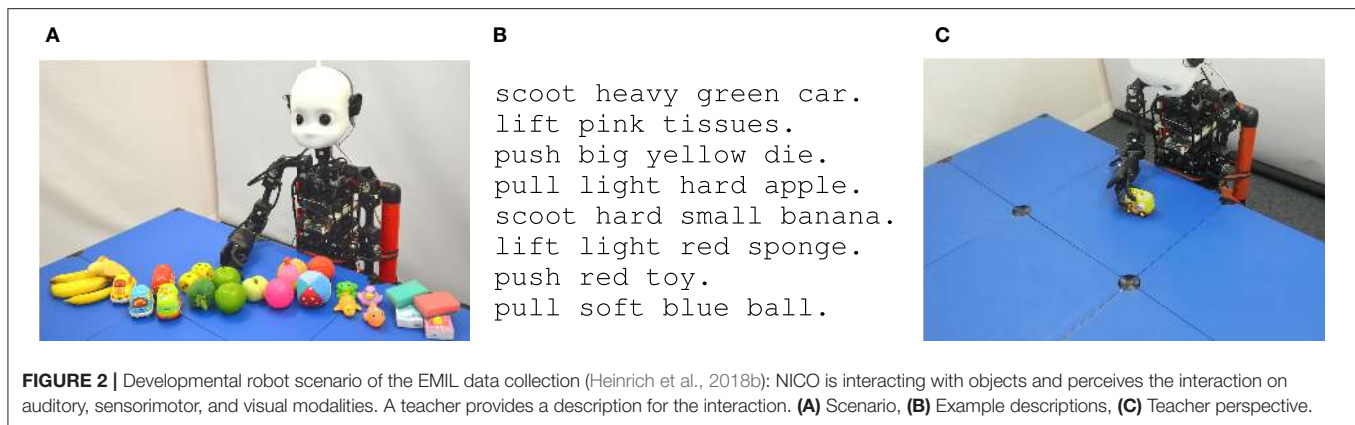 A
B
C
scoot heavy green car.
lift pink tissues.
push big yellow die.
pull light hard apple.
scoot hard small banana.
lift light red sponge.
push red toy.
pull soft blue ball.
FIGURE 2 | Developmental robot scenario of the EMIL data collection (Heinrich et al., 2018b): NICO is interacting with objects and perceives the interaction on
auditory, sensorimotor, and visual modalities. A teacher provides a description for the interaction. (A) Scenario, (B) Example descriptions, (C) Teacher perspective.